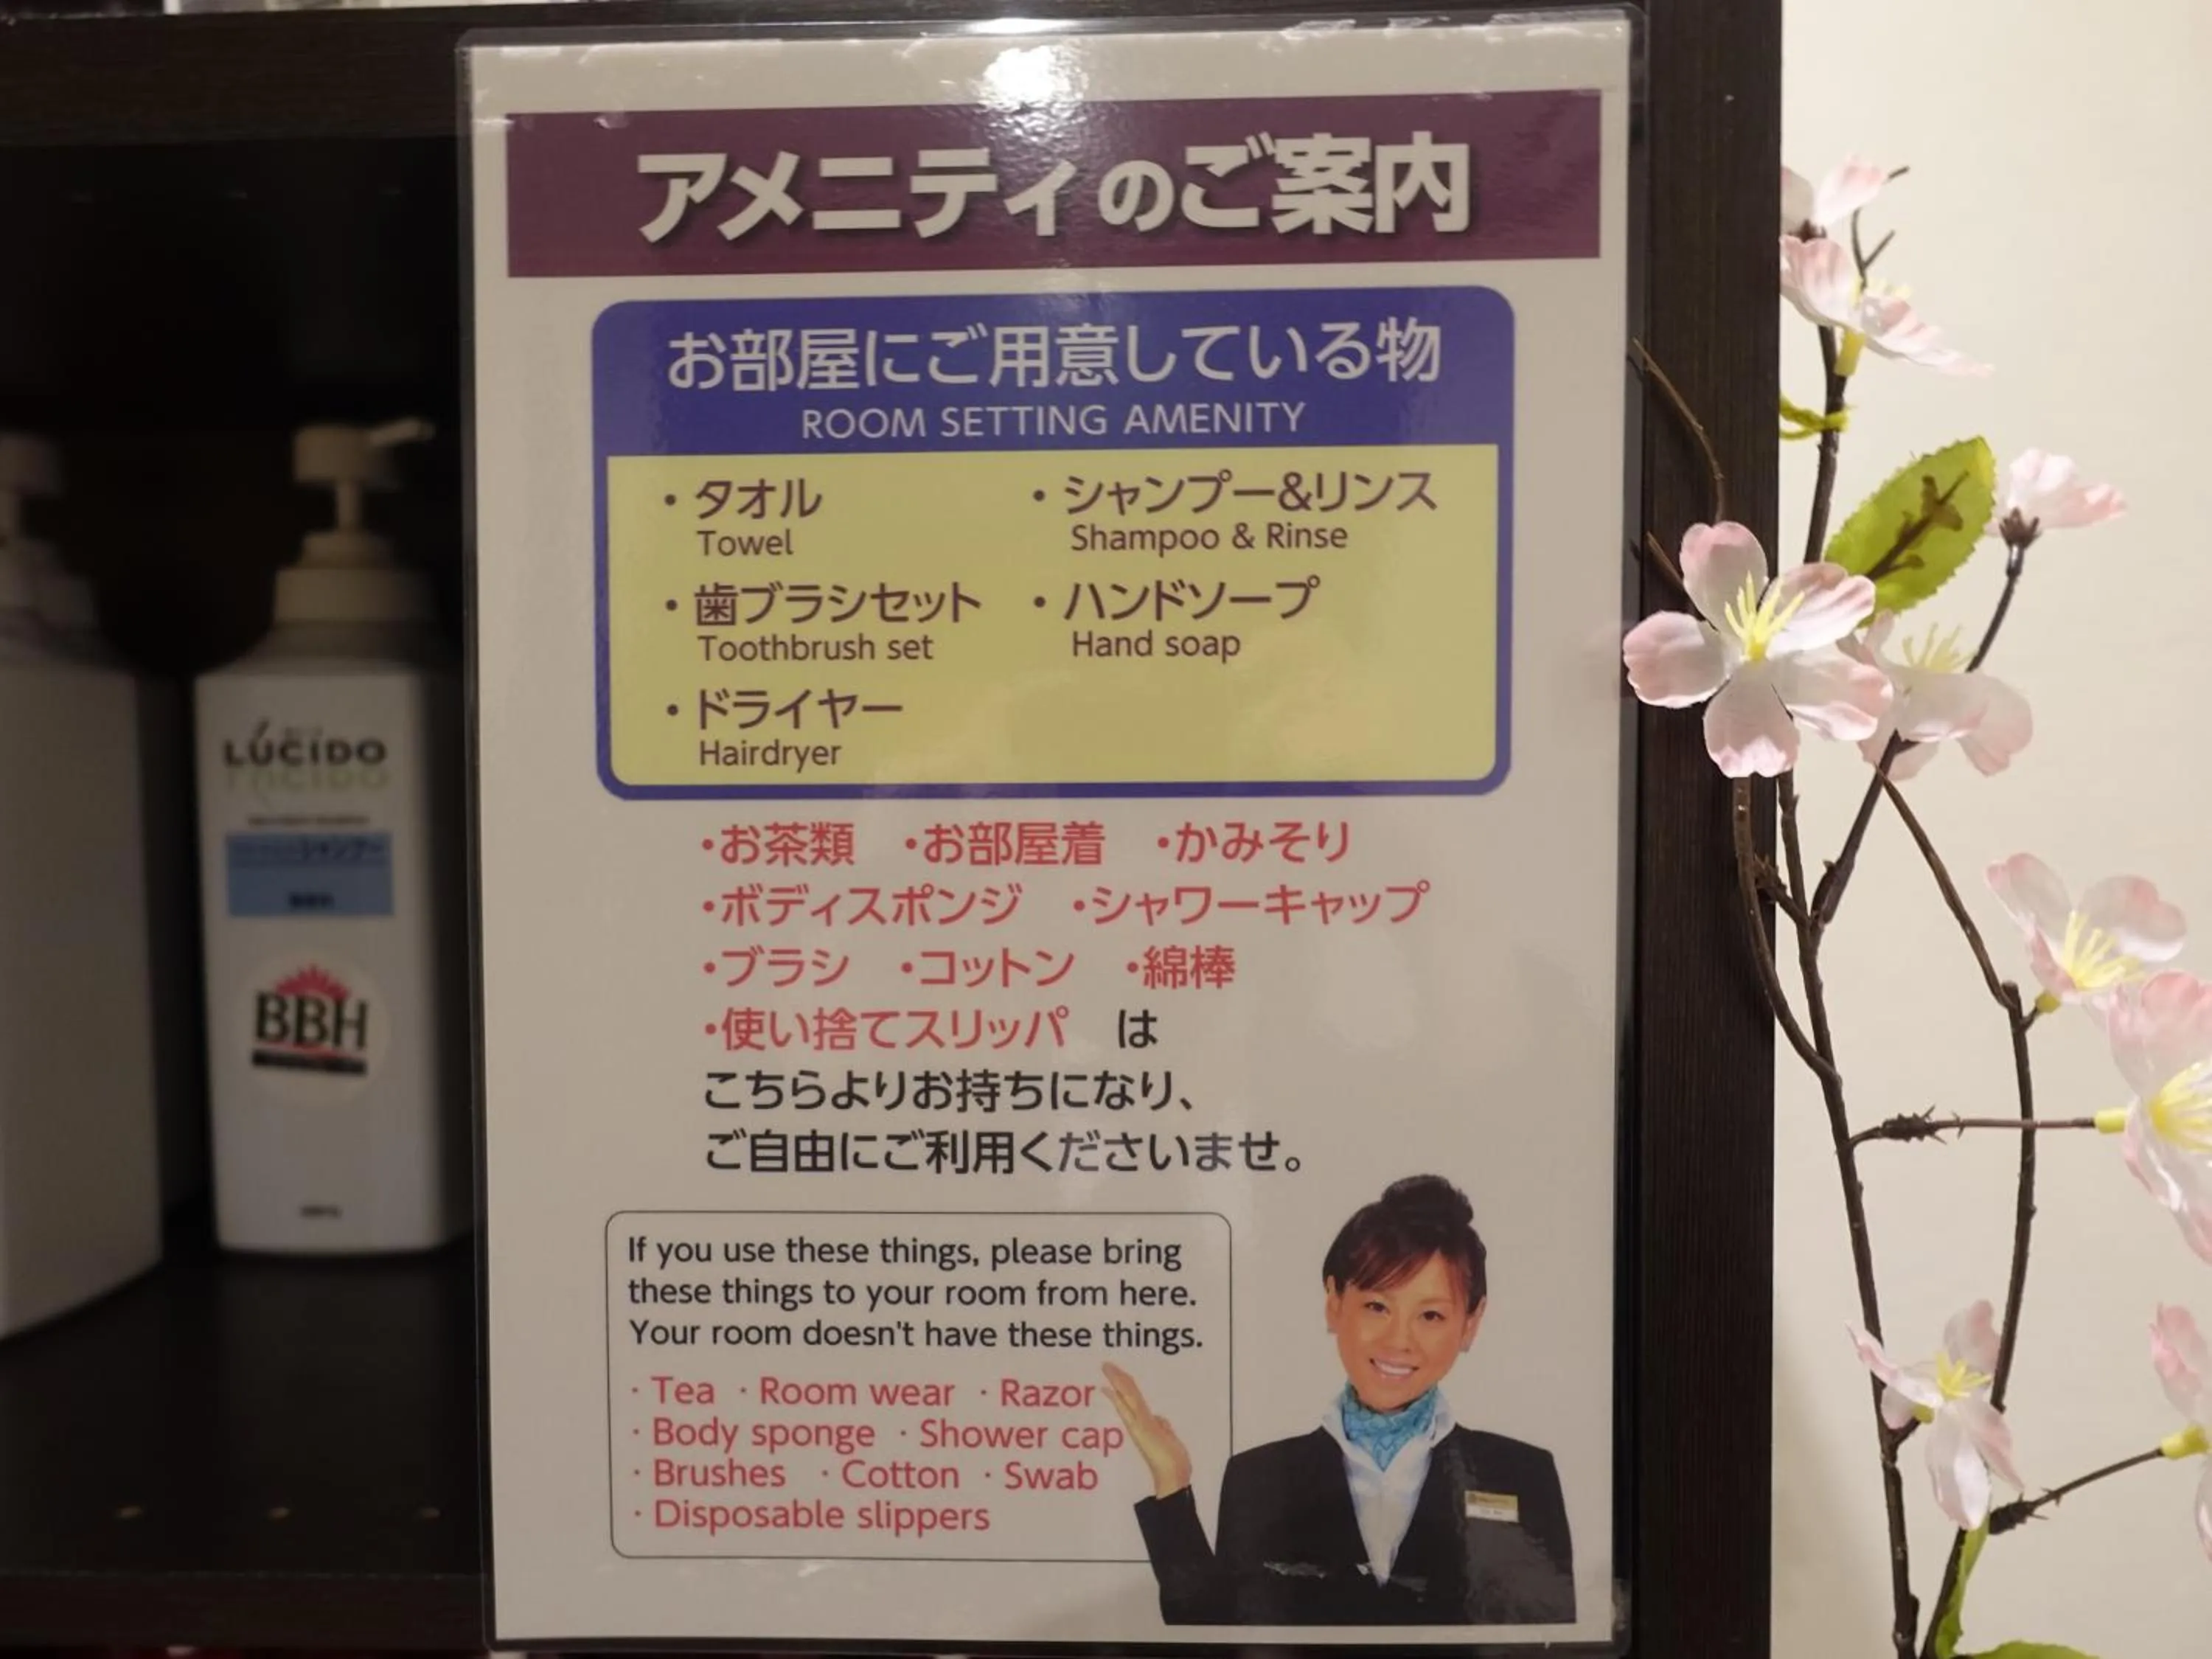 アメニティのご案内
お部屋にご用意している物
ROOM SETTING AMENITY
・タオル ・シャンプー&リンス
Towel Shampoo & Rinse
・歯ブラシセット ・ハンドソープ
Toothbrush set Hand soap
・ドライヤー
Hairdryer
・お茶類 ・お部屋着 ・かみそり
・ボディスポンジ ・シャワーキャップ
・ブラシ ・コットン ・綿棒
・使い捨てスリッパ は
こちらよりお持ちになり、
ご自由にご利用くださいませ。
If you use these things, please bring
these things to your room from here.
Your room doesn't have these things.
· Tea · Room wear · Razor
· Body sponge · Shower cap
· Brushes · Cotton · Swab
· Disposable slippers
LÚCIDO
シャンプー
BBH